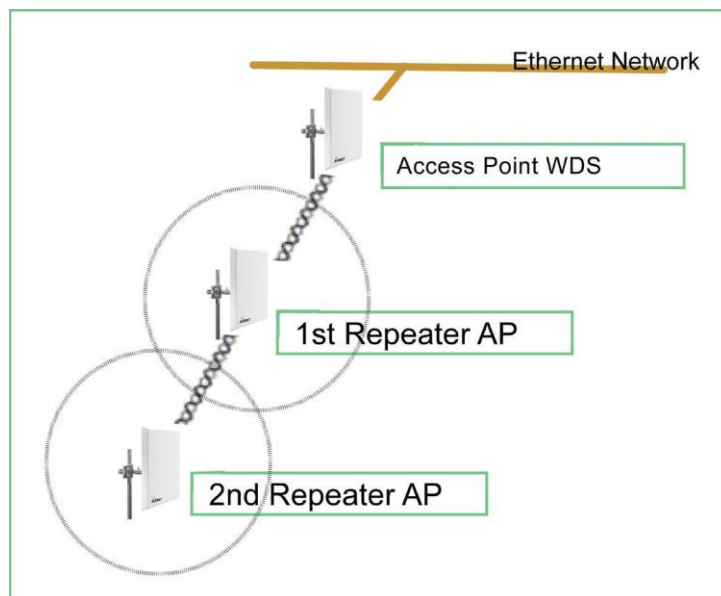 Ethernet Network
Access Point WDS
1st Repeater AP
2nd Repeater AP